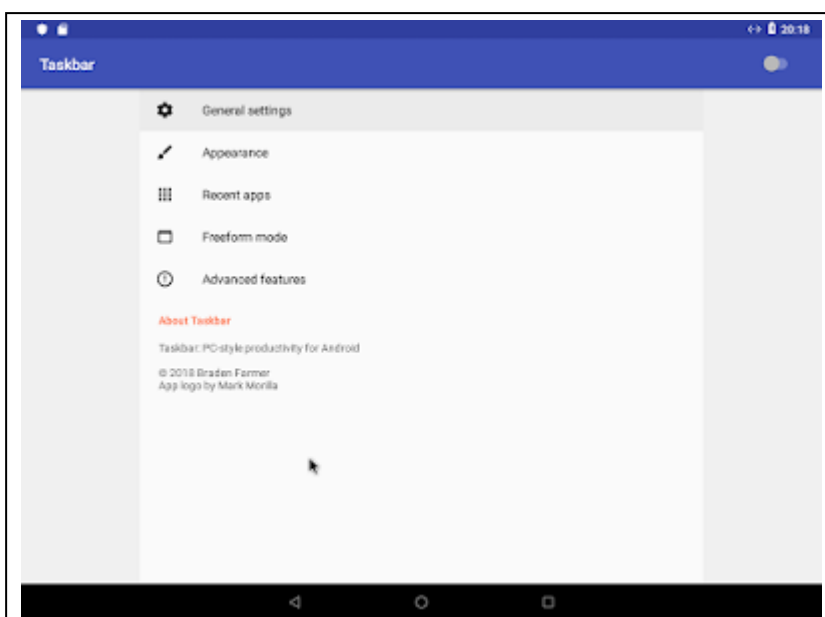 20:18
Taskbar
General settings
Appearance
Recent apps
Freeform mode
Advanced features
About Taskbar
Taskbar: PC-style productivity for Android
© 2018 Braden Farmer
App logo by Mark Morilla